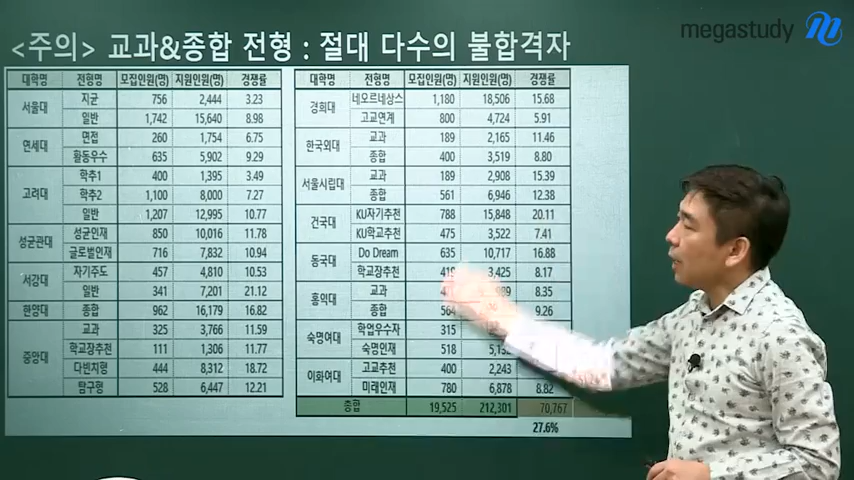 megastudy
<주의> 교과&종합 전형 : 절대 다수의 불합격자
대학명 전형명 모집인원(명) 지원인원(명) 경쟁률
서울대 지균 756 2,444 3.23
일반 1,742 15,640 8.98
연세대 면접 260 1,754 6.75
활동우수 635 5,902 9.29
고려대 학추1 400 1,395 3.49
학추2 1,100 8,000 7.27
일반 1,207 12,995 10.77
성균관대 성균인재 850 10,016 11.78
글로벌인재 716 7,832 10.94
서강대 자기주도 457 4,810 10.53
일반 341 7,201 21.12
한양대 종합 962 16,179 16.82
중앙대 교과 325 3,766 11.59
학교장추천 111 1,306 11.77
다빈치형 444 8,312 18.72
탐구형 528 6,447 12.21
대학명 전형명 모집인원(명) 지원인원(명) 경쟁률
경희대 네오르네상스 1,180 18,506 15.68
고교연계 800 4,724 5.91
한국외대 교과 189 2,165 11.46
종합 400 3,519 8.80
서울시립대 교과 189 2,908 15.39
종합 561 6,946 12.38
건국대 KU자기추천 788 15,848 20.11
KU학교추천 475 3,522 7.41
동국대 Do Dream 635 10,717 16.88
학교장추천 419 3,425 8.17
홍익대 교과 8.35
종합 564 9.26
숙명여대 학업우수자 315
숙명인재 518
이화여대 고교추천 400 2,243
미래인재 780 6,878 8.82
종합 19,525 212,301 70,767
27.6%